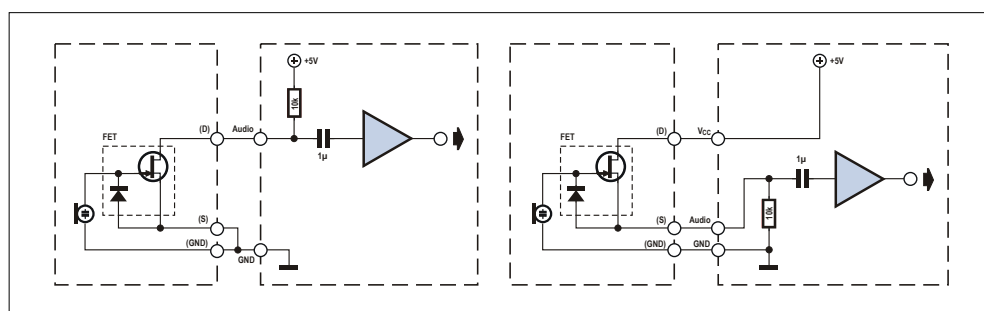 +5V
10k
FET
(D)
Audio
1µ
(S)
(GND)
GND
+5V
FET
(D)
VCC
1µ
10k
(S)
Audio
(GND)
GND